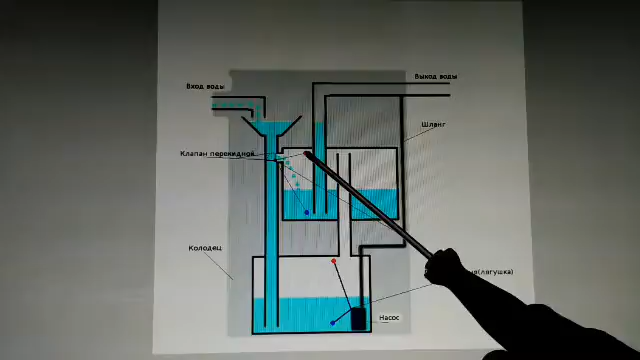 Вход воды
Выход воды
Шланг
Клапан перекидной
Колодец
(лягушка)
Насос